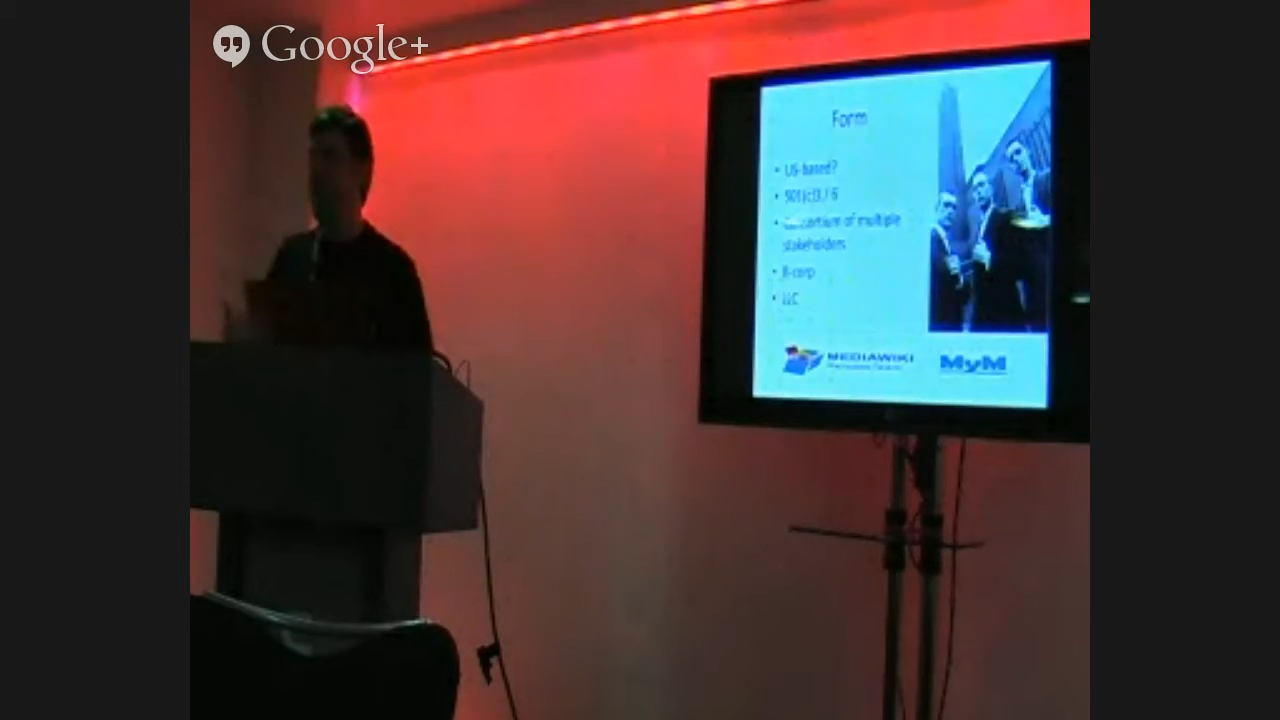 Google+
Form
• US-based?
• 501(c)3 / 6
• Consortium of multiple
stakeholders
• B-corp
• LLC
MEDIAWIKI
MyM